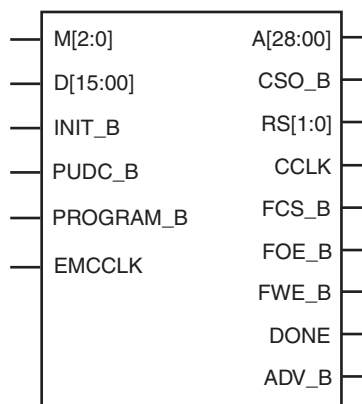 M[2:0]
D[15:00]
INIT_B
PUDC_B
PROGRAM_B
EMCCLK
A[28:00]
CSO_B
RS[1:0]
CCLK
FCS_B
FOE_B
FWE_B
DONE
ADV_B